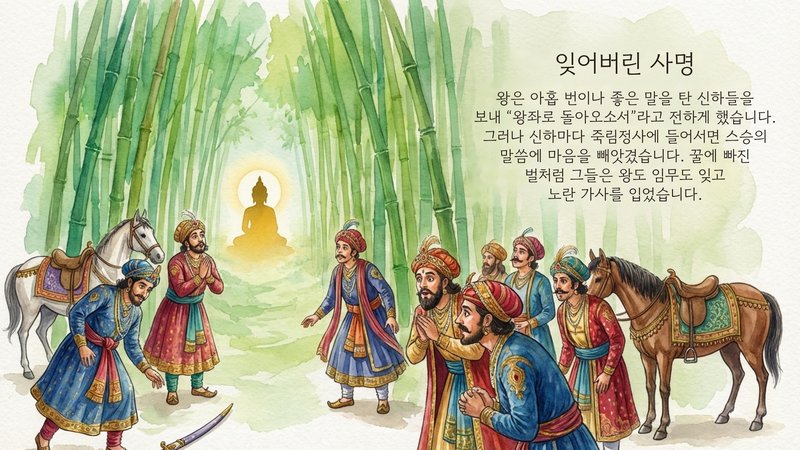 잊어버린 사명
왕은 아홉 번이나 좋은 말을 탄 신하들을
보내 “왕좌로 돌아오소서”라고 전하게 했습니다.
그러나 신하마다 죽림정사에 들어서면 스승의
말씀에 마음을 빼앗겼습니다. 꿀에 빠진
벌처럼 그들은 왕도 임무도 잊고
노란 가사를 입었습니다.